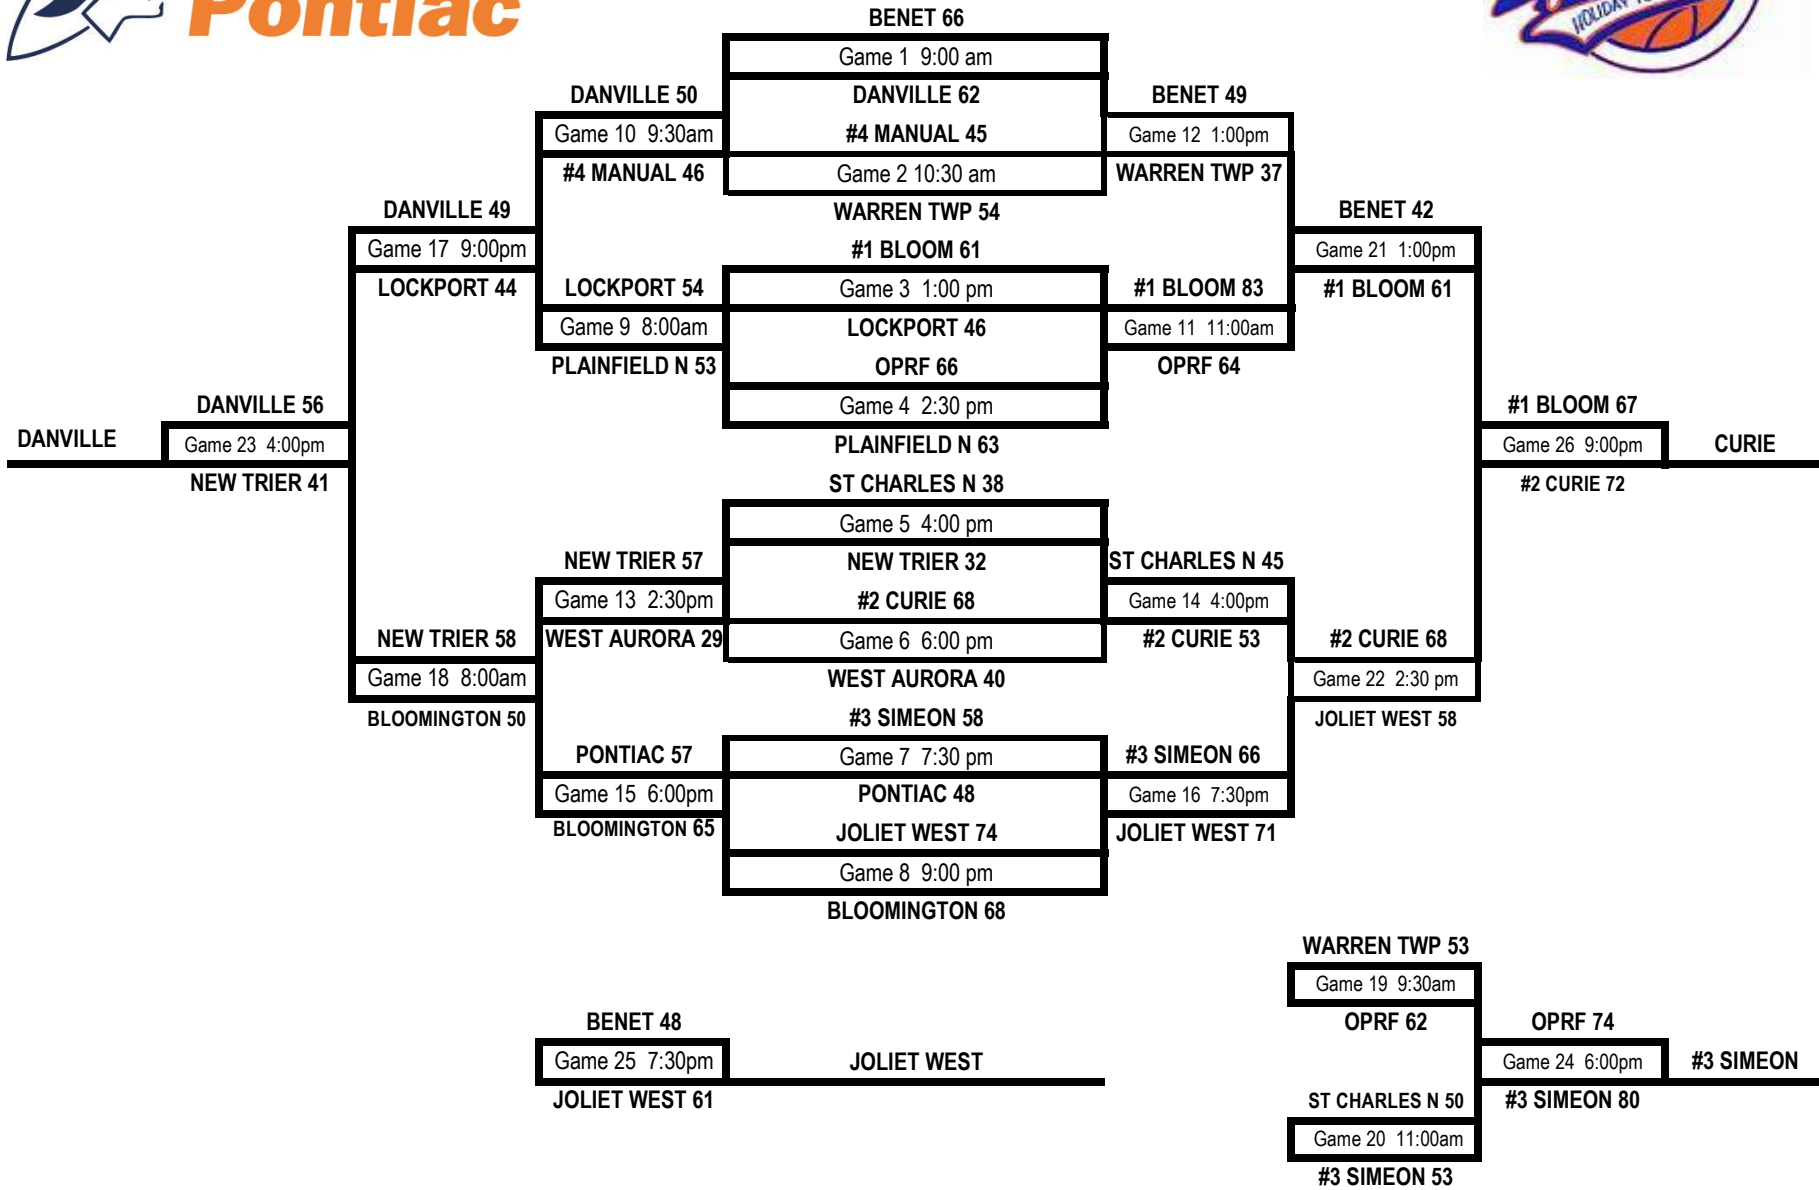 Pontiac
HOLIDAY
BENET 66
Game 1 9:00 am
DANVILLE 62
#4 MANUAL 45
Game 2 10:30 am
WARREN TWP 54
#1 BLOOM 61
Game 3 1:00 pm
LOCKPORT 46
OPRF 66
Game 4 2:30 pm
PLAINFIELD N 63
ST CHARLES N 38
Game 5 4:00 pm
NEW TRIER 32
#2 CURIE 68
Game 6 6:00 pm
WEST AURORA 40
#3 SIMEON 58
Game 7 7:30 pm
PONTIAC 48
JOLIET WEST 74
Game 8 9:00 pm
BLOOMINGTON 68
DANVILLE 50
Game 10 9:30am
#4 MANUAL 46
LOCKPORT 54
Game 9 8:00am
PLAINFIELD N 53
NEW TRIER 57
Game 13 2:30pm
WEST AURORA 29
PONTIAC 57
Game 15 6:00pm
BLOOMINGTON 65
DANVILLE 49
Game 17 9:00pm
LOCKPORT 44
NEW TRIER 58
Game 18 8:00am
BLOOMINGTON 50
DANVILLE 56
Game 23 4:00pm
NEW TRIER 41
DANVILLE
BENET 49
Game 12 1:00pm
WARREN TWP 37
#1 BLOOM 83
Game 11 11:00am
OPRF 64
ST CHARLES N 45
Game 14 4:00pm
#2 CURIE 53
#3 SIMEON 66
Game 16 7:30pm
JOLIET WEST 71
BENET 42
Game 21 1:00pm
#1 BLOOM 61
#2 CURIE 68
Game 22 2:30 pm
JOLIET WEST 58
#1 BLOOM 67
Game 26 9:00pm
#2 CURIE 72
CURIE
BENET 48
Game 25 7:30pm
JOLIET WEST 61
JOLIET WEST
WARREN TWP 53
Game 19 9:30am
OPRF 62
ST CHARLES N 50
Game 20 11:00am
#3 SIMEON 53
OPRF 74
Game 24 6:00pm
#3 SIMEON 80
#3 SIMEON